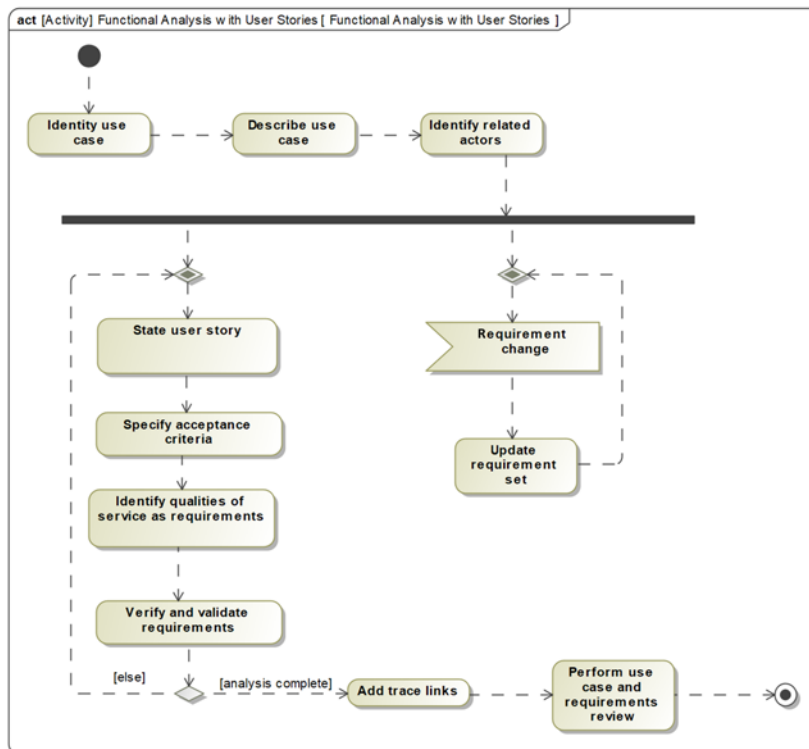 act [Activity] Functional Analysis with User Stories [ Functional Analysis with User Stories ]
Identity use
case
Describe use
case
Identify related
actors
State user story
Requirement
change
Specify acceptance
criteria
Update
requirement
set
Identify qualities of
service as requirements
Verify and validate
requirements
[else]
[analysis complete]
Add trace links
Perform use
case and
requirements
review